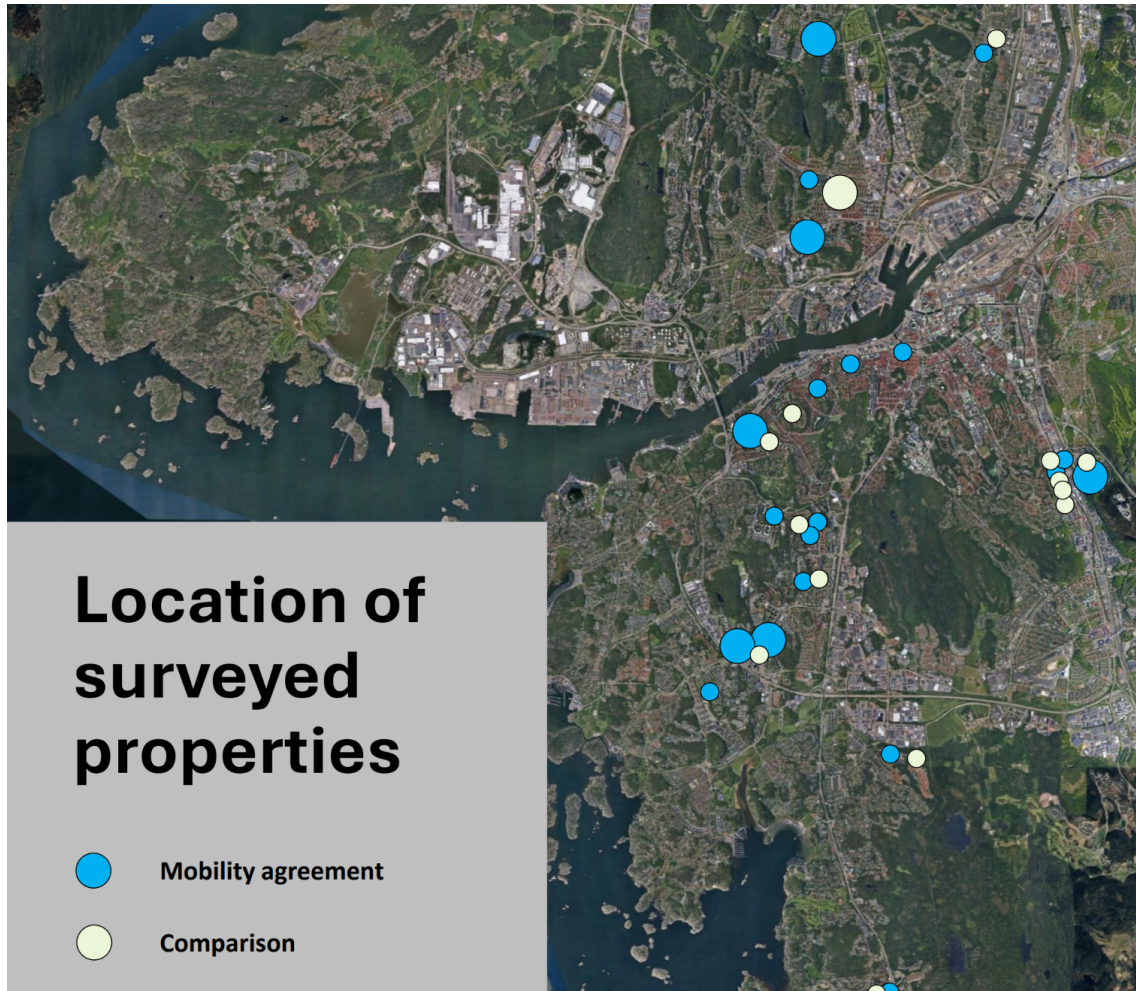 Location of
surveyed
properties
Mobility agreement
Comparison